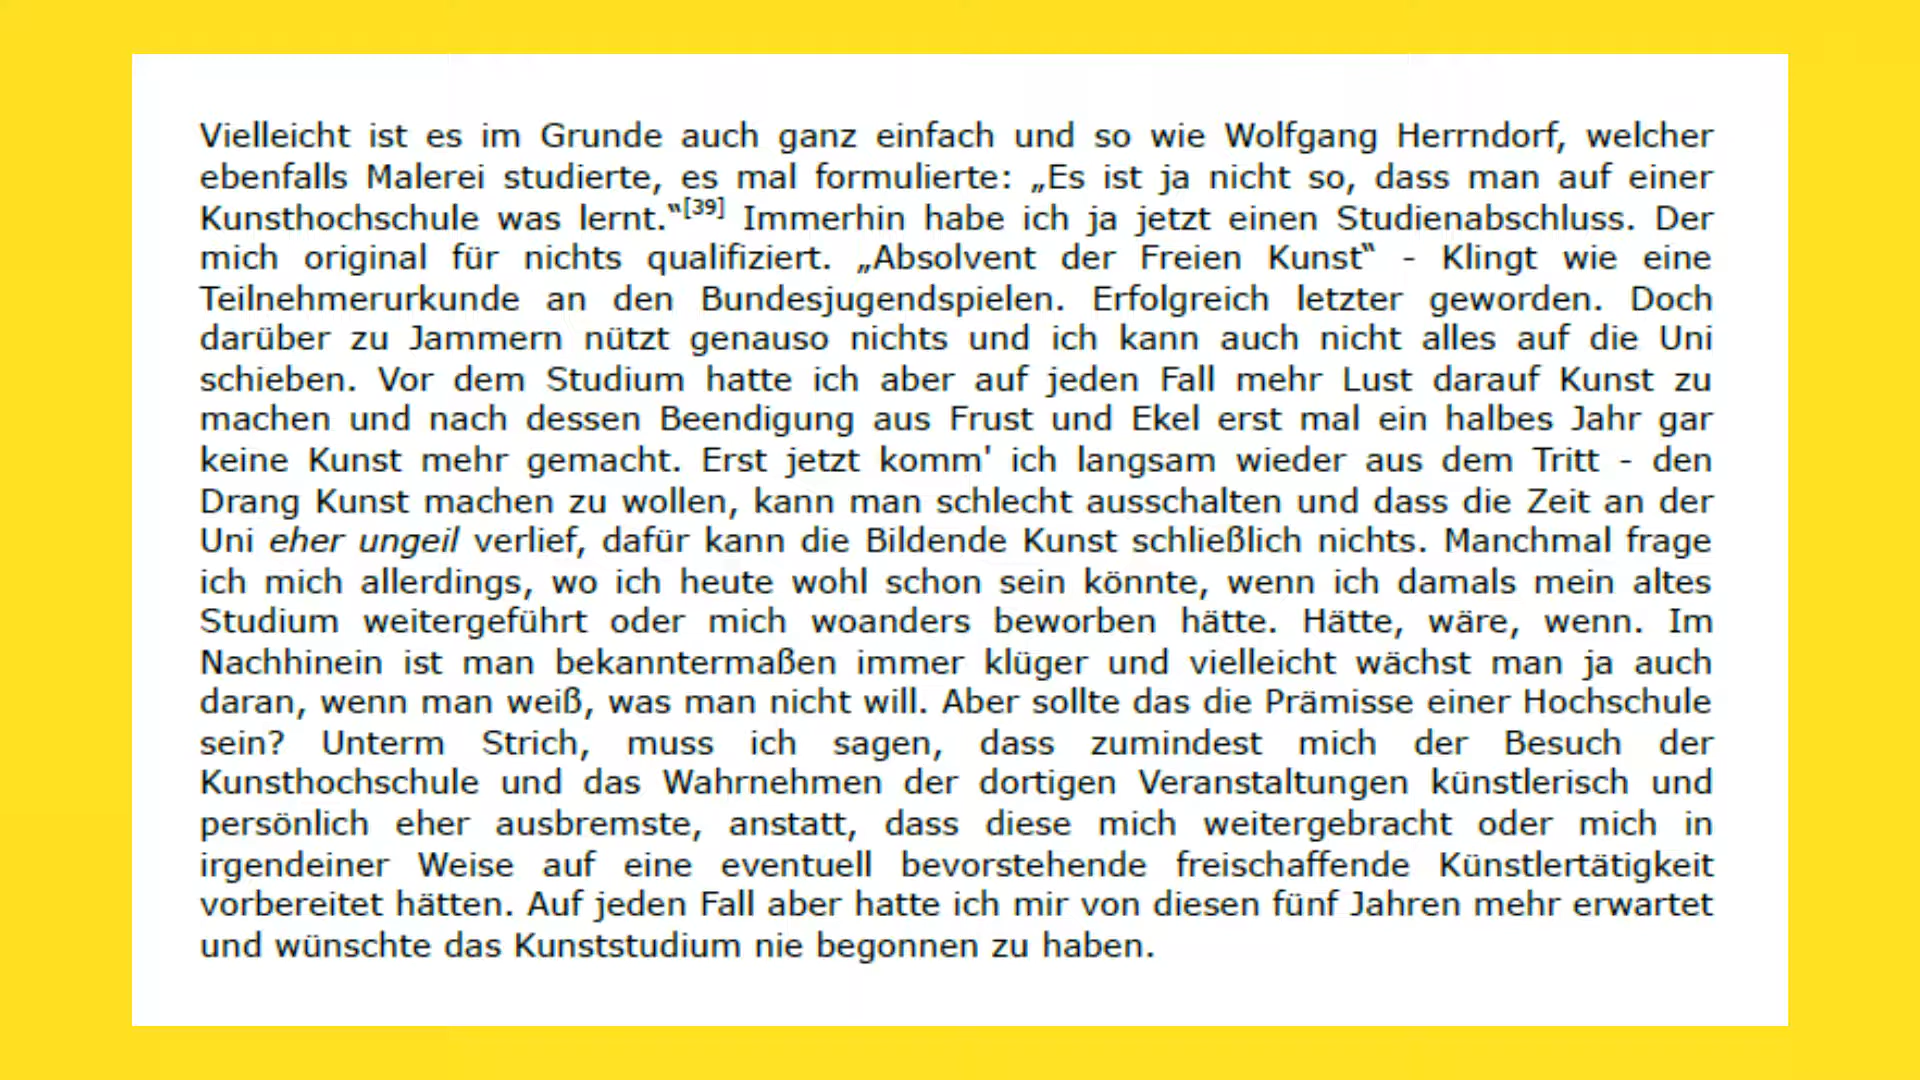 Vielleicht ist es im Grunde auch ganz einfach und so wie Wolfgang Herrndorf, welcher
ebenfalls Malerei studierte, es mal formulierte: „Es ist ja nicht so, dass man auf einer
Kunsthochschule was lernt.“[39] Immerhin habe ich ja jetzt einen Studienabschluss. Der
mich original für nichts qualifiziert. „Absolvent der Freien Kunst“ - Klingt wie eine
Teilnehmerurkunde an den Bundesjugendspielen. Erfolgreich letzter geworden. Doch
darüber zu Jammern nützt genauso nichts und ich kann auch nicht alles auf die Uni
schieben. Vor dem Studium hatte ich aber auf jeden Fall mehr Lust darauf Kunst zu
machen und nach dessen Beendigung aus Frust und Ekel erst mal ein halbes Jahr gar
keine Kunst mehr gemacht. Erst jetzt komm' ich langsam wieder aus dem Tritt - den
Drang Kunst machen zu wollen, kann man schlecht ausschalten und dass die Zeit an der
Uni eher ungeil verlief, dafür kann die Bildende Kunst schließlich nichts. Manchmal frage
ich mich allerdings, wo ich heute wohl schon sein könnte, wenn ich damals mein altes
Studium weitergeführt oder mich woanders beworben hätte. Hätte, wäre, wenn. Im
Nachhinein ist man bekanntermaßen immer klüger und vielleicht wächst man ja auch
daran, wenn man weiß, was man nicht will. Aber sollte das die Prämisse einer Hochschule
sein? Unterm Strich, muss ich sagen, dass zumindest mich der Besuch der
Kunsthochschule und das Wahrnehmen der dortigen Veranstaltungen künstlerisch und
persönlich eher ausbremste, anstatt, dass diese mich weitergebracht oder mich in
irgendeiner Weise auf eine eventuell bevorstehende freischaffende Künstlertätigkeit
vorbereitet hätten. Auf jeden Fall aber hatte ich mir von diesen fünf Jahren mehr erwartet
und wünschte das Kunststudium nie begonnen zu haben.